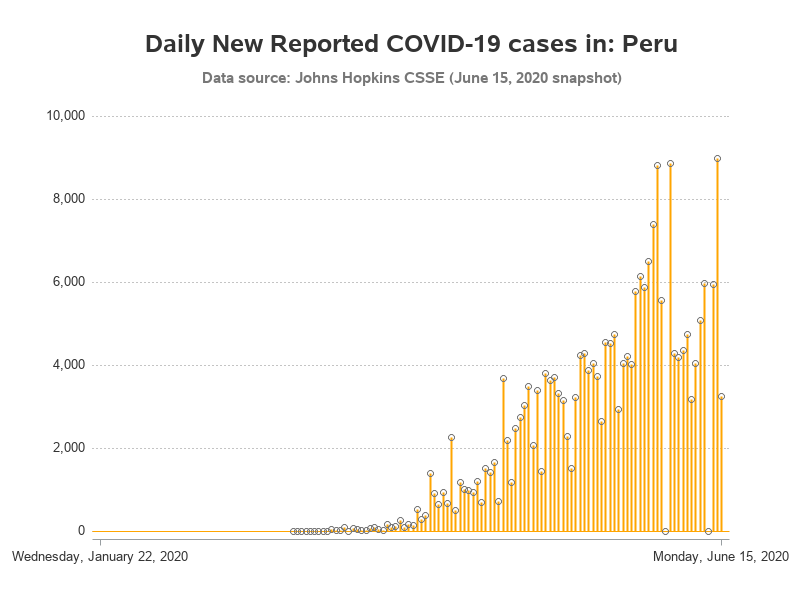 Daily New Reported COVID-19 cases in: Peru
Data source: Johns Hopkins CSSE (June 15, 2020 snapshot)
10,000
8,000
6,000
4,000
2,000
0
Wednesday, January 22, 2020 Monday, June 15, 2020